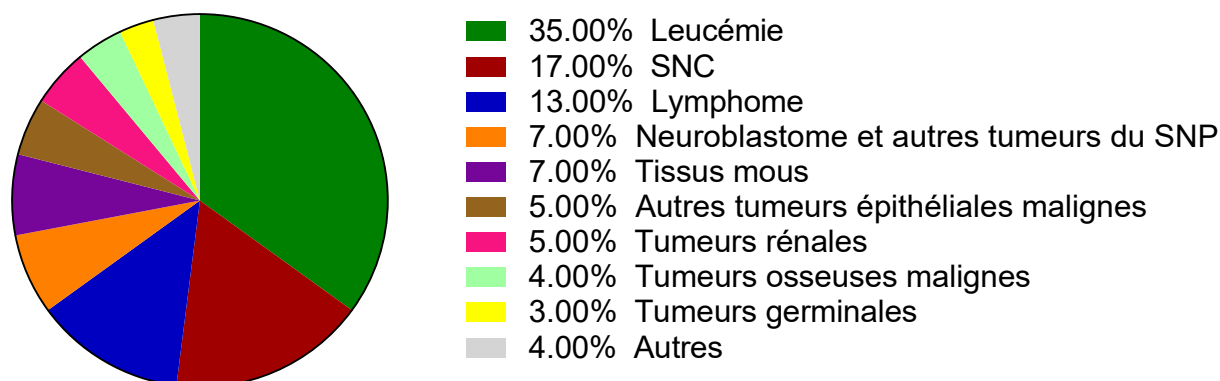 35.00% Leucémie
17.00% SNC
13.00% Lymphome
7.00% Neuroblastome et autres tumeurs du SNP
7.00% Tissus mous
5.00% Autres tumeurs épithéliales malignes
5.00% Tumeurs rénales
4.00% Tumeurs osseuses malignes
3.00% Tumeurs germinales
4.00% Autres